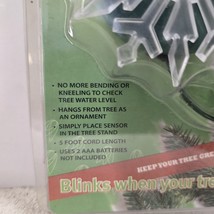 • NO MORE BENDING OR
KNEELING TO CHECK
TREE WATER LEVEL
• HANGS FROM TREE AS
AN ORNAMENT
• SIMPLY PLACE SENSOR
IN THE TREE STAND
• 5 FOOT CORD LENGTH
• USES 2 AAA BATTERIES
NOT INCLUDED
KEEP YOUR TREE GRE
Blinks when your tre